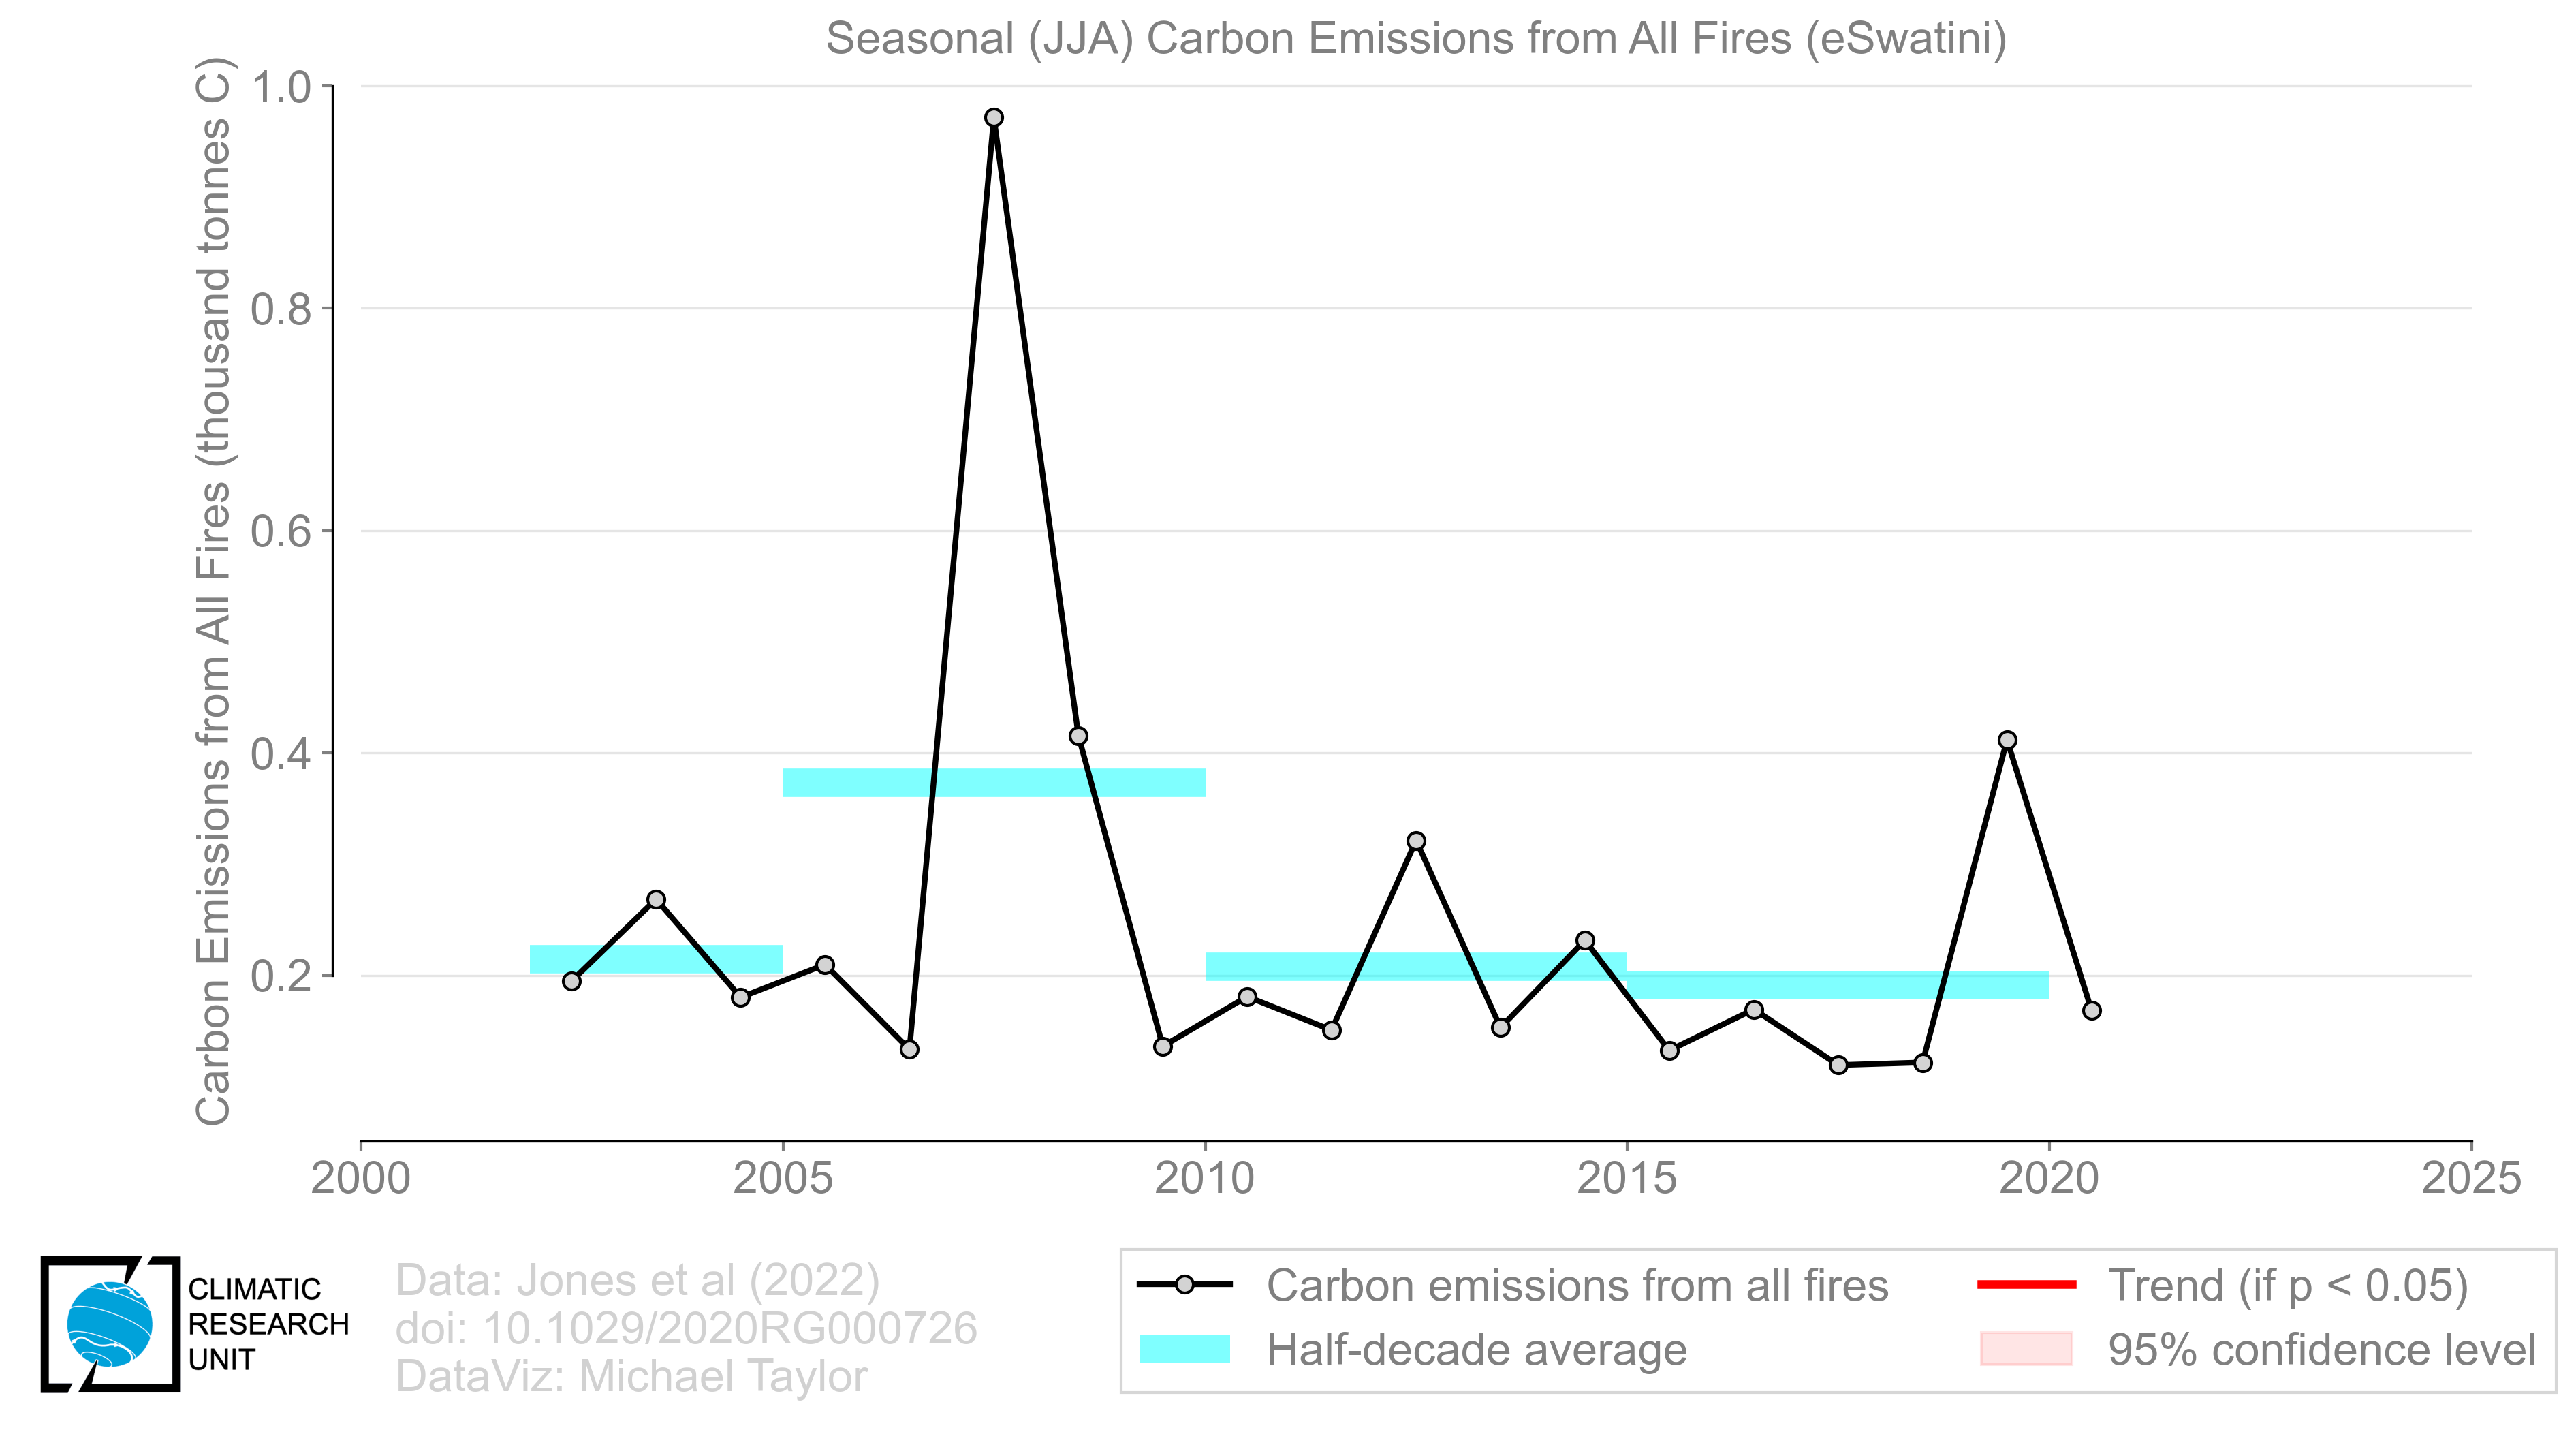 Seasonal (JJA) Carbon Emissions from All Fires (eSwatini)
Carbon Emissions from All Fires (thousand tonnes C)
1.0
0.8
0.6
0.4
0.2
2000
2005
2010
2015
2020
2025
CLIMATIC
RESEARCH
UNIT
Data: Jones et al (2022)
doi: 10.1029/2020RG000726
DataViz: Michael Taylor
Carbon emissions from all fires
Half-decade average
Trend (if p < 0.05)
95% confidence level